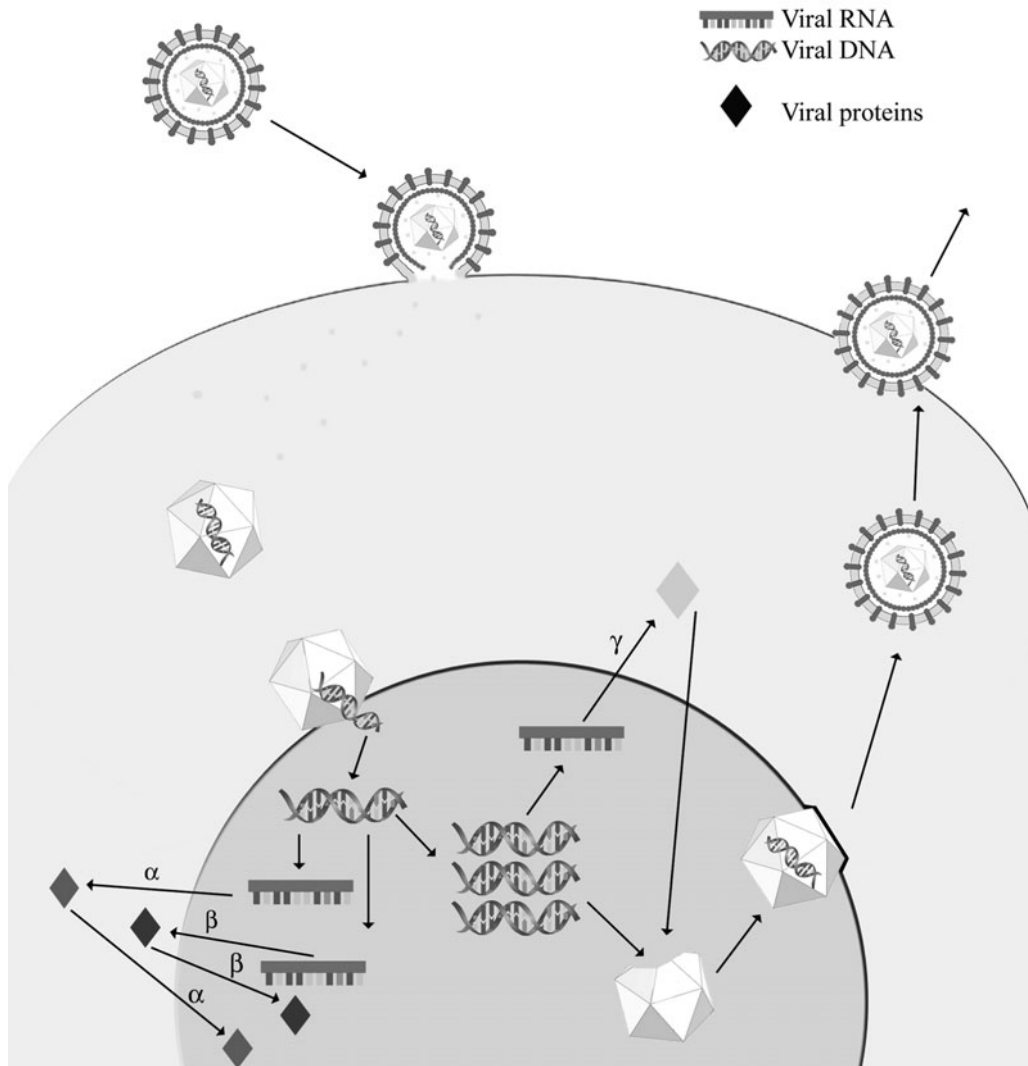 Viral RNA
Viral DNA
Viral proteins
γ
α
β
β
α